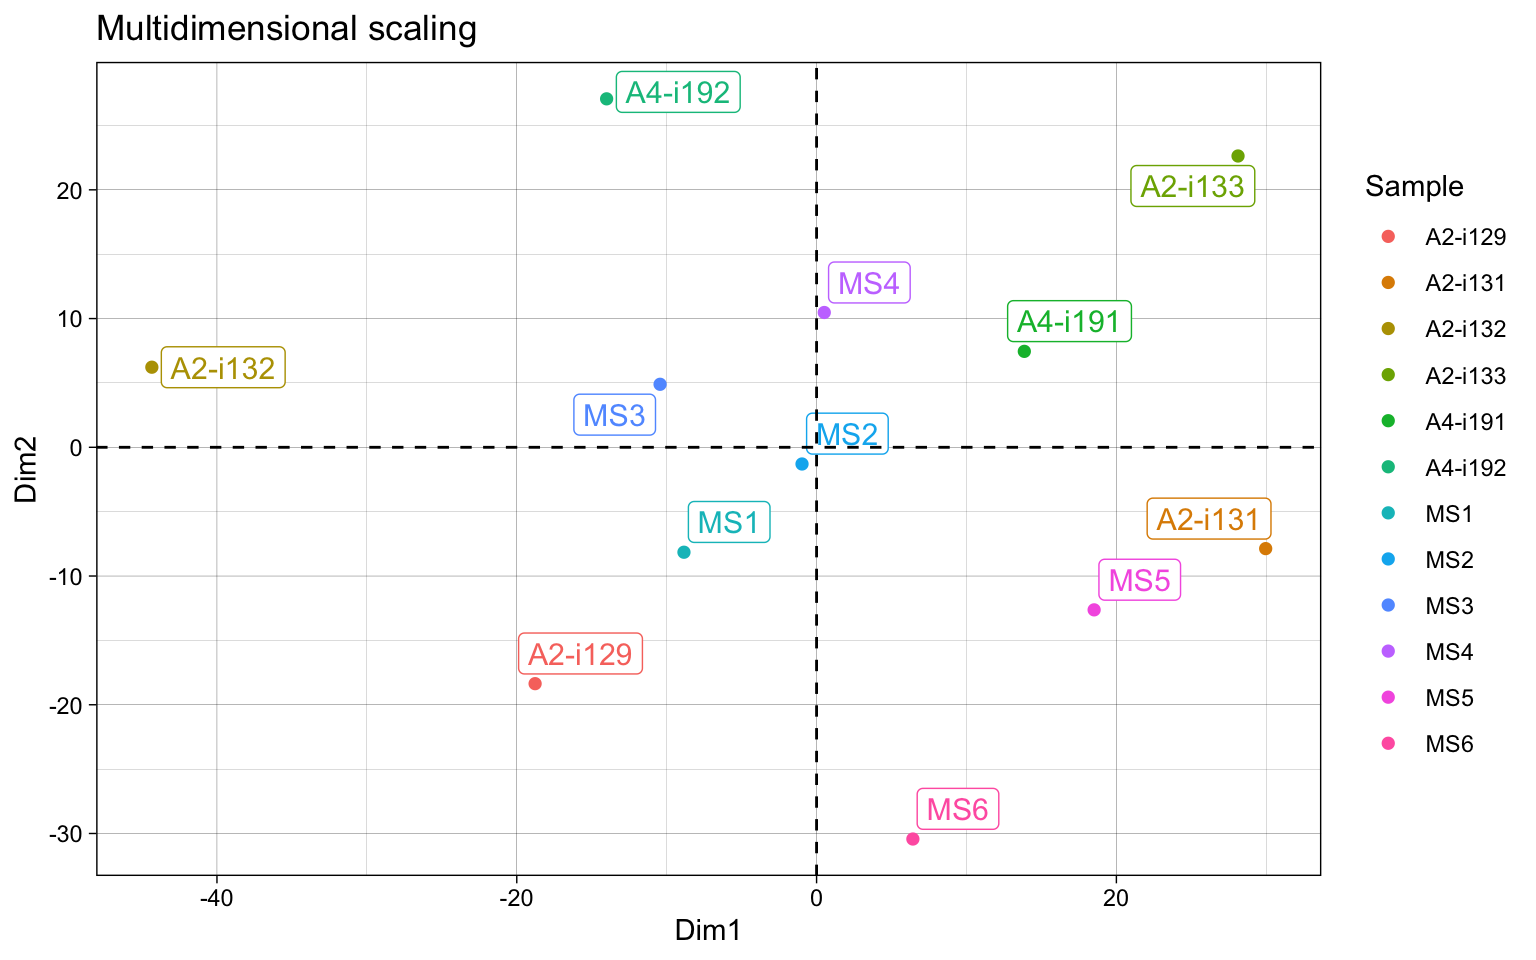 Multidimensional scaling
A4-i192
A2-i133
MS4
A4-i191
A2-i132
MS3
MS2
MS1
A2-i131
MS5
A2-i129
MS6
20
10
0
-10
-20
-30
Dim2
-40
-20
0
20
Dim1
Sample
A2-i129
A2-i131
A2-i132
A2-i133
A4-i191
A4-i192
MS1
MS2
MS3
MS4
MS5
MS6